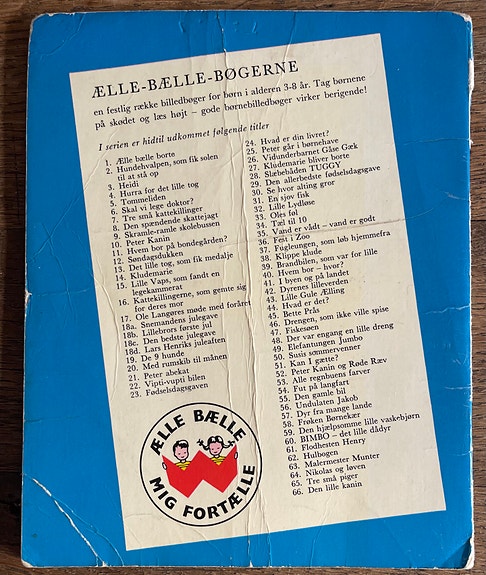 ÆLLE-BÆLLE-BØGERNE
en festlig række billedbøger for børn i alderen 3-8 år. Tag børnene
på skødet og læs højt – gode børnebilledbøger virker berigende!
I serien er hidtil udkommet følgende titler
1. Ælle bælle borte
2. Hundehvalpen, som fik solen
til at stå op
3. Heidi
4. Hurra for det lille tog
5. Tommeliden
6. Skal vi lege doktor?
7. Tre små kattekillinger
8. Den spændende skattejagt
9. Skramle-ramle skolebussen
10. Peter Kanin
11. Hvem bor på bondegården?
12. Søndagsdukken
13. Det lille tog, som fik medalje
14. Kludemarie
15. Lille Vaps, som fandt en
legekammerat
16. Kattekillingerne, som gemte sig
for deres mor
17. Ole Langøres møde med foråret
18a. Snemandens julegave
18b. Lillebrors første jul
18c. Den bedste julegave
18d. Lars Henriks juleaften
19. De 9 hunde
20. Med rumskib til månen
21. Peter abekat
22. Vipti-vupti bilen
23. Fødselsdagsgaven
24. Hvad er din livret?
25. Peter går i børnehave
26. Vidunderbarnet Gåse Gæk
27. Kludemarie bliver borte
28. Slæbebåden TUGGY
29. Den allerbedste fødselsdagsgave
30. Se hvor alting gror
31. En sjov fisk
32. Lille Lydløse
33. Oles føl
34. Tæl til 10
35. Vand er vådt – vand er godt
36. Fest i Zoo
37. Fugleungen, som løb hjemmefra
38. Klippe klude
39. Brandbilen, som var for lille
40. Hvem bor – hvor?
41. I byen og på landet
42. Dyrenes lilleverden
43. Lille Gule Ælling
44. Hvad er det?
45. Bette Prås
46. Drengen, som ikke ville spise
47. Fiskesøen
48. Der var engang en lille dreng
49. Elefantungen Jumbo
50. Susis sommervenner
51. Kan I gætte?
52. Peter Kanin og Røde Ræv
53. Alle regnbuens farver
54. Fut på langfart
55. Den gamle bil
56. Undulaten Jakob
57. Dyr fra mange lande
58. Frøken Børnekær
59. Den hjælpsomme lille vaskebjørn
60. BIMBO – det lille dådyr
61. Flodhesten Henry
62. Hulbogen
63. Malermester Munter
64. Nikolas og løven
65. Tre små piger
66. Den lille kanin
ÆLLE BÆLLE
MIG FORTÆLLE